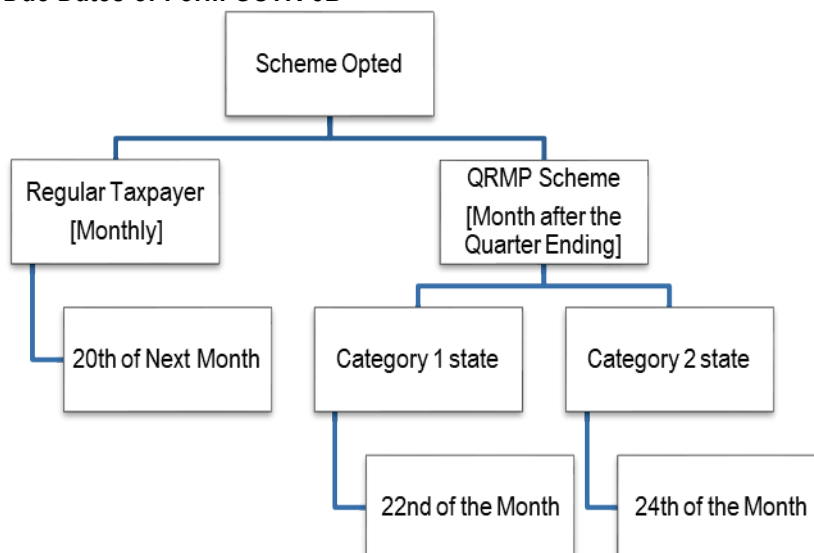 Scheme Opted
Regular Taxpayer
[Monthly]
QRMP Scheme
[Month after the
Quarter Ending]
20th of Next Month
Category 1 state
Category 2 state
22nd of the Month
24th of the Month